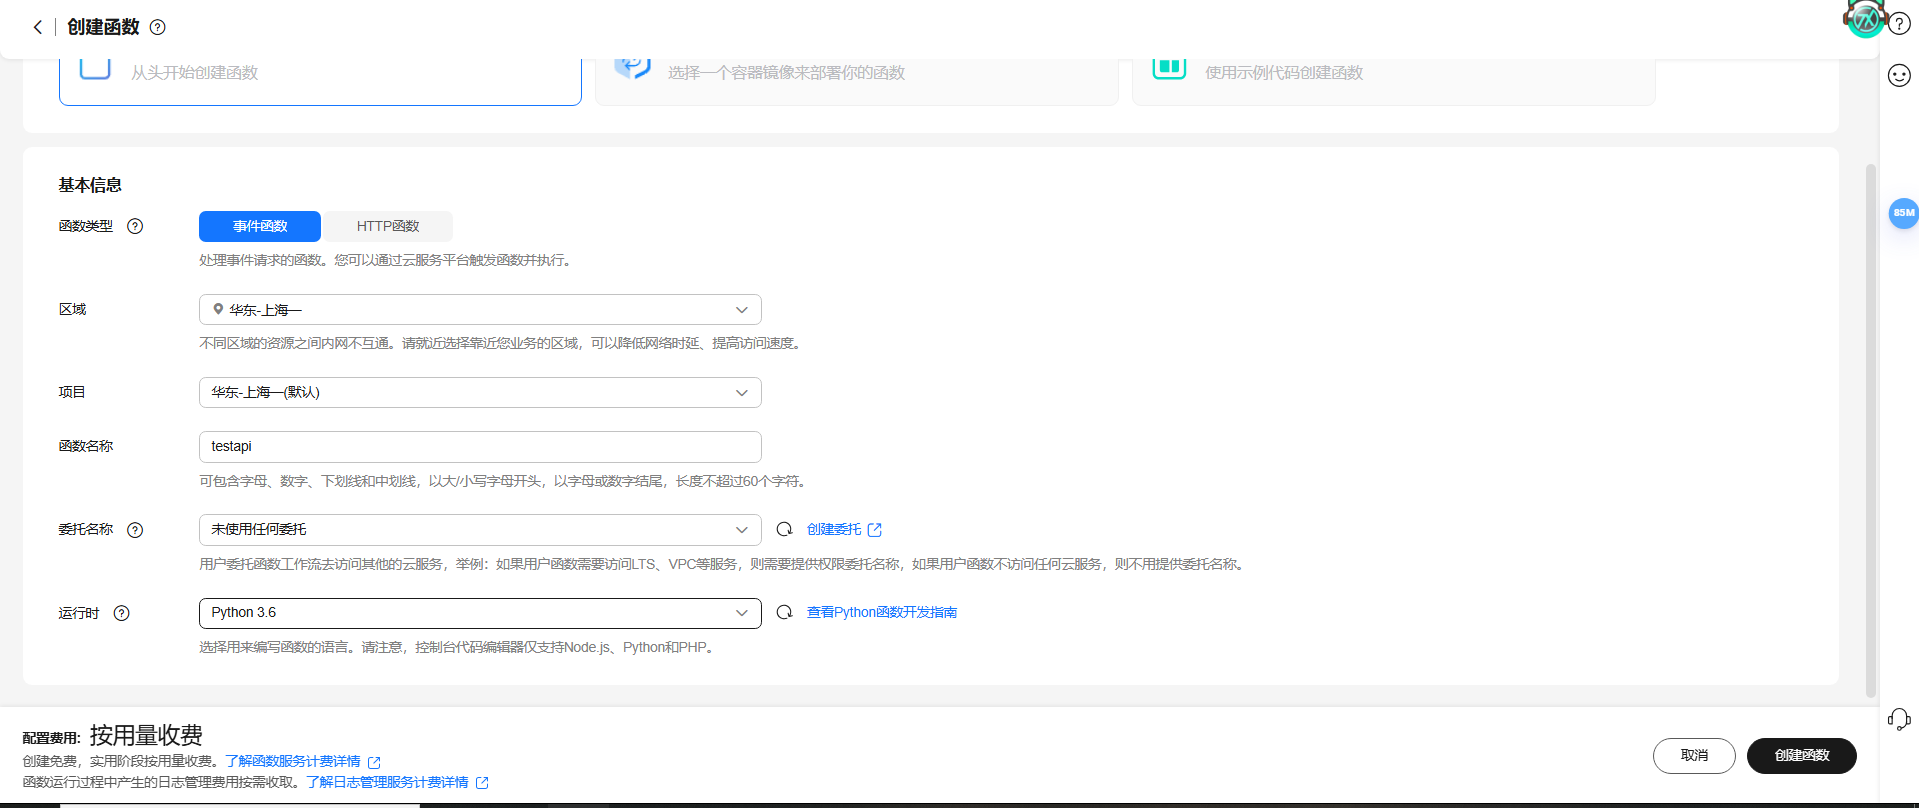 创建函数
从头开始创建函数
选择一个容器镜像来部署你的函数
使用示例代码创建函数
85M
基本信息
函数类型
事件函数
HTTP函数
处理事件请求的函数。您可以通过云服务平台触发函数并执行。
区域
华东-上海一
不同区域的资源之间内网不互通。请就近选择靠近您业务的区域，可以降低网络时延、提高访问速度。
项目
华东-上海一(默认)
函数名称
testapi
可包含字母、数字、下划线和中划线，以大/小写字母开头，以字母或数字结尾，长度不超过60个字符。
委托名称
未使用任何委托
创建委托
用户委托函数工作流去访问其他的云服务，举例：如果用户函数需要访问LTS、VPC等服务，则需要提供权限委托名称，如果用户函数不访问任何云服务，则不用提供委托名称。
运行时
Python 3.6
查看Python函数开发指南
选择用来编写函数的语言。请注意，控制台代码编辑器仅支持Node.js、Python和PHP。
配置费用: 按用量收费
创建免费，实用阶段按用量收费。了解函数服务计费详情
函数运行过程中产生的日志管理费用按需收取。了解日志管理服务计费详情
取消
创建函数